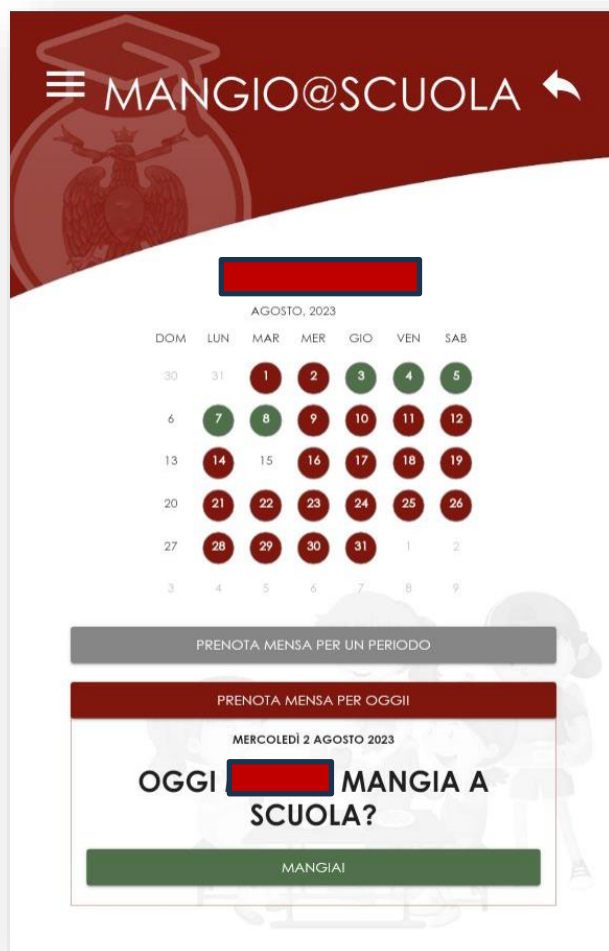 MANGIO@SCUOLA
AGOSTO, 2023
DOM LUN MAR MER GIO VEN SAB
30 31 1 2 3 4 5
6 7 8 9 10 11 12
13 14 15 16 17 18 19
20 21 22 23 24 25 26
27 28 29 30 31 1 2
3 4 5 6 7 8 9
PRENOTA MENSA PER UN PERIODO
PRENOTA MENSA PER OGGI!
MERCOLEDÌ 2 AGOSTO 2023
OGGI MANGIA A
SCUOLA?
MANGIA!